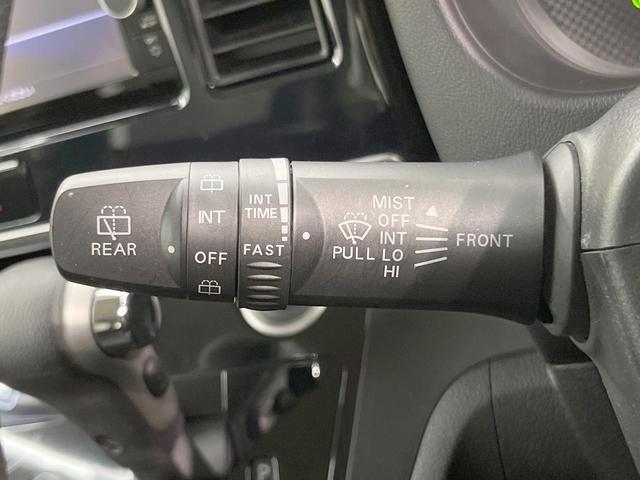 REAR
INT
OFF
INT
TIME
FAST
PULL
MIST
OFF
INT
LO
HI
FRONT
P